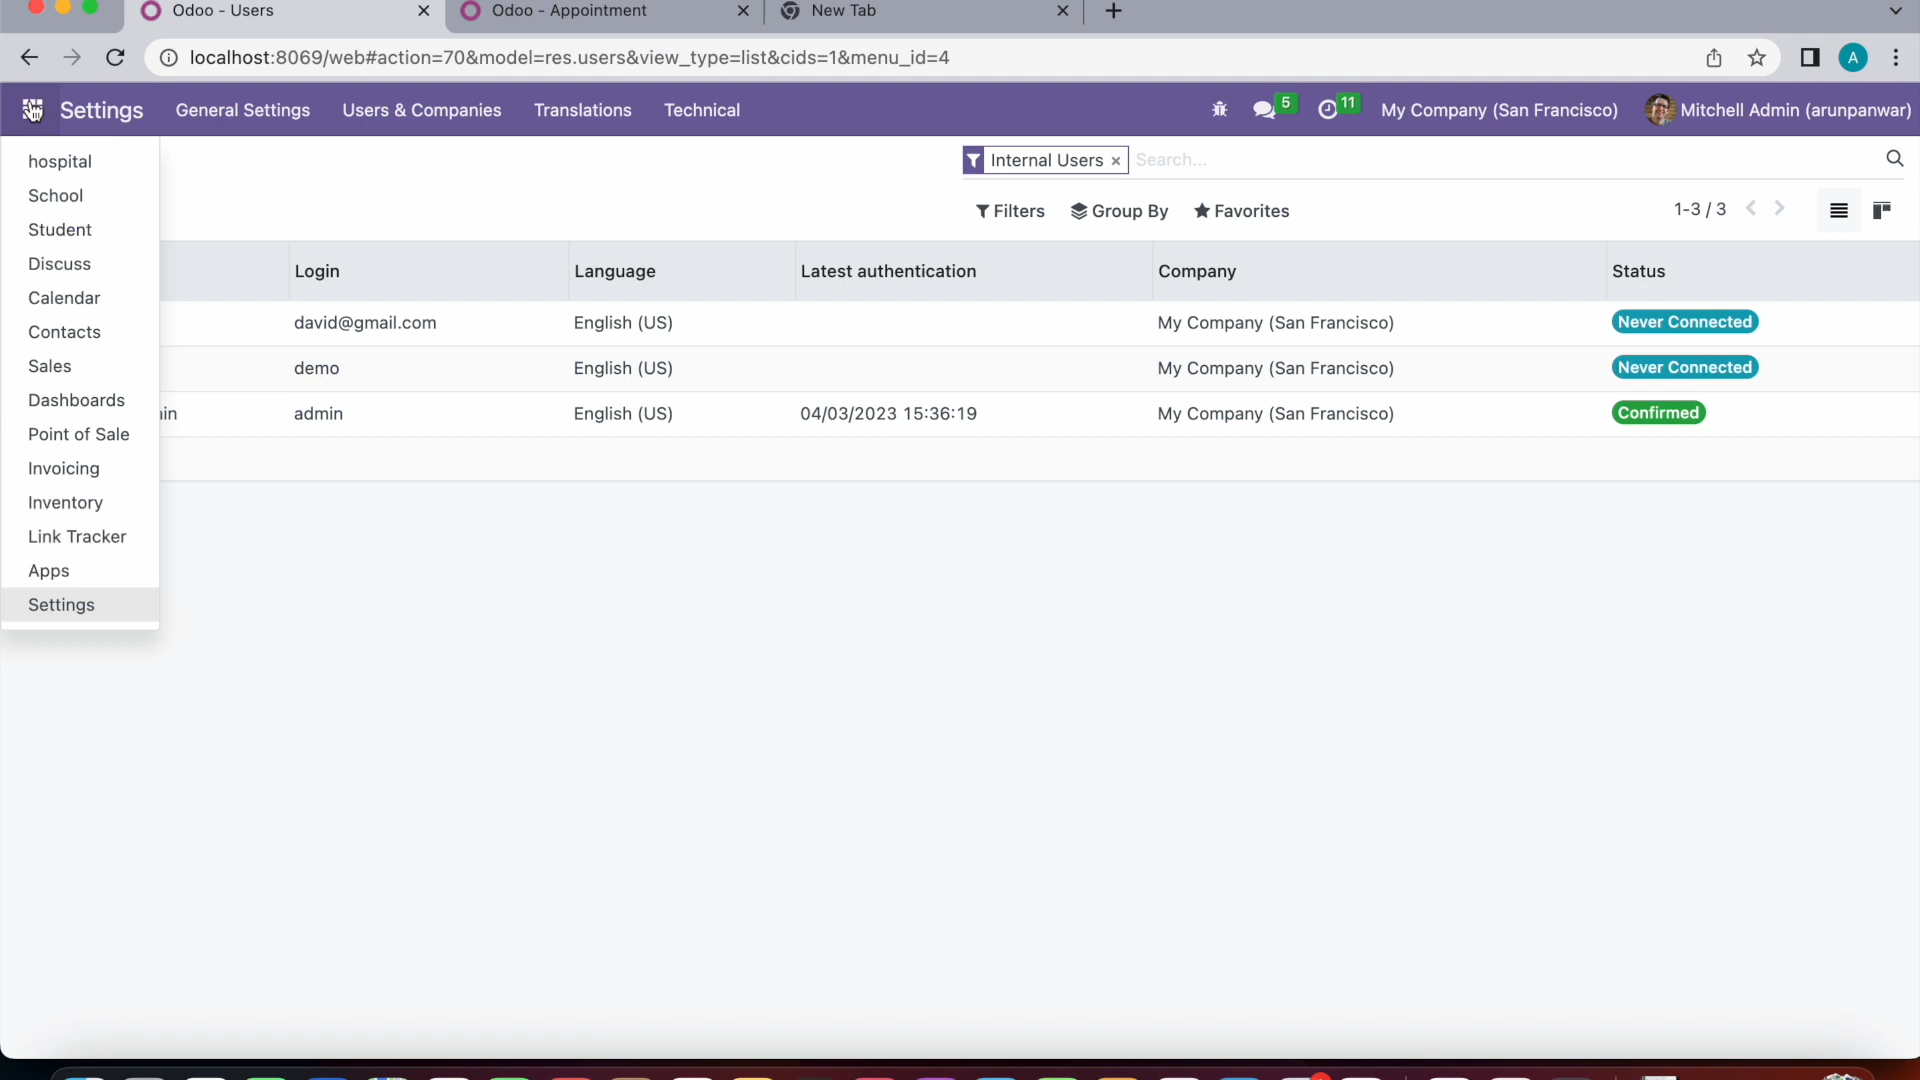 Odoo - Users
Odoo - Appointment
New Tab
localhost:8069/web#action=70&model=res.users&view_type=list&cids=1&menu_id=4
A
Settings General Settings Users & Companies Translations Technical 5 11 My Company (San Francisco) Mitchell Admin (arunpanwar)
hospital
School
Student
Discuss
Calendar
Contacts
Sales
Dashboards
Point of Sale
Invoicing
Inventory
Link Tracker
Apps
Settings
Internal Users × Search...
Filters Group By Favorites 1-3 / 3
Login Language Latest authentication Company Status
david@gmail.com English (US) My Company (San Francisco) Never Connected
demo English (US) My Company (San Francisco) Never Connected
in admin English (US) 04/03/2023 15:36:19 My Company (San Francisco) Confirmed